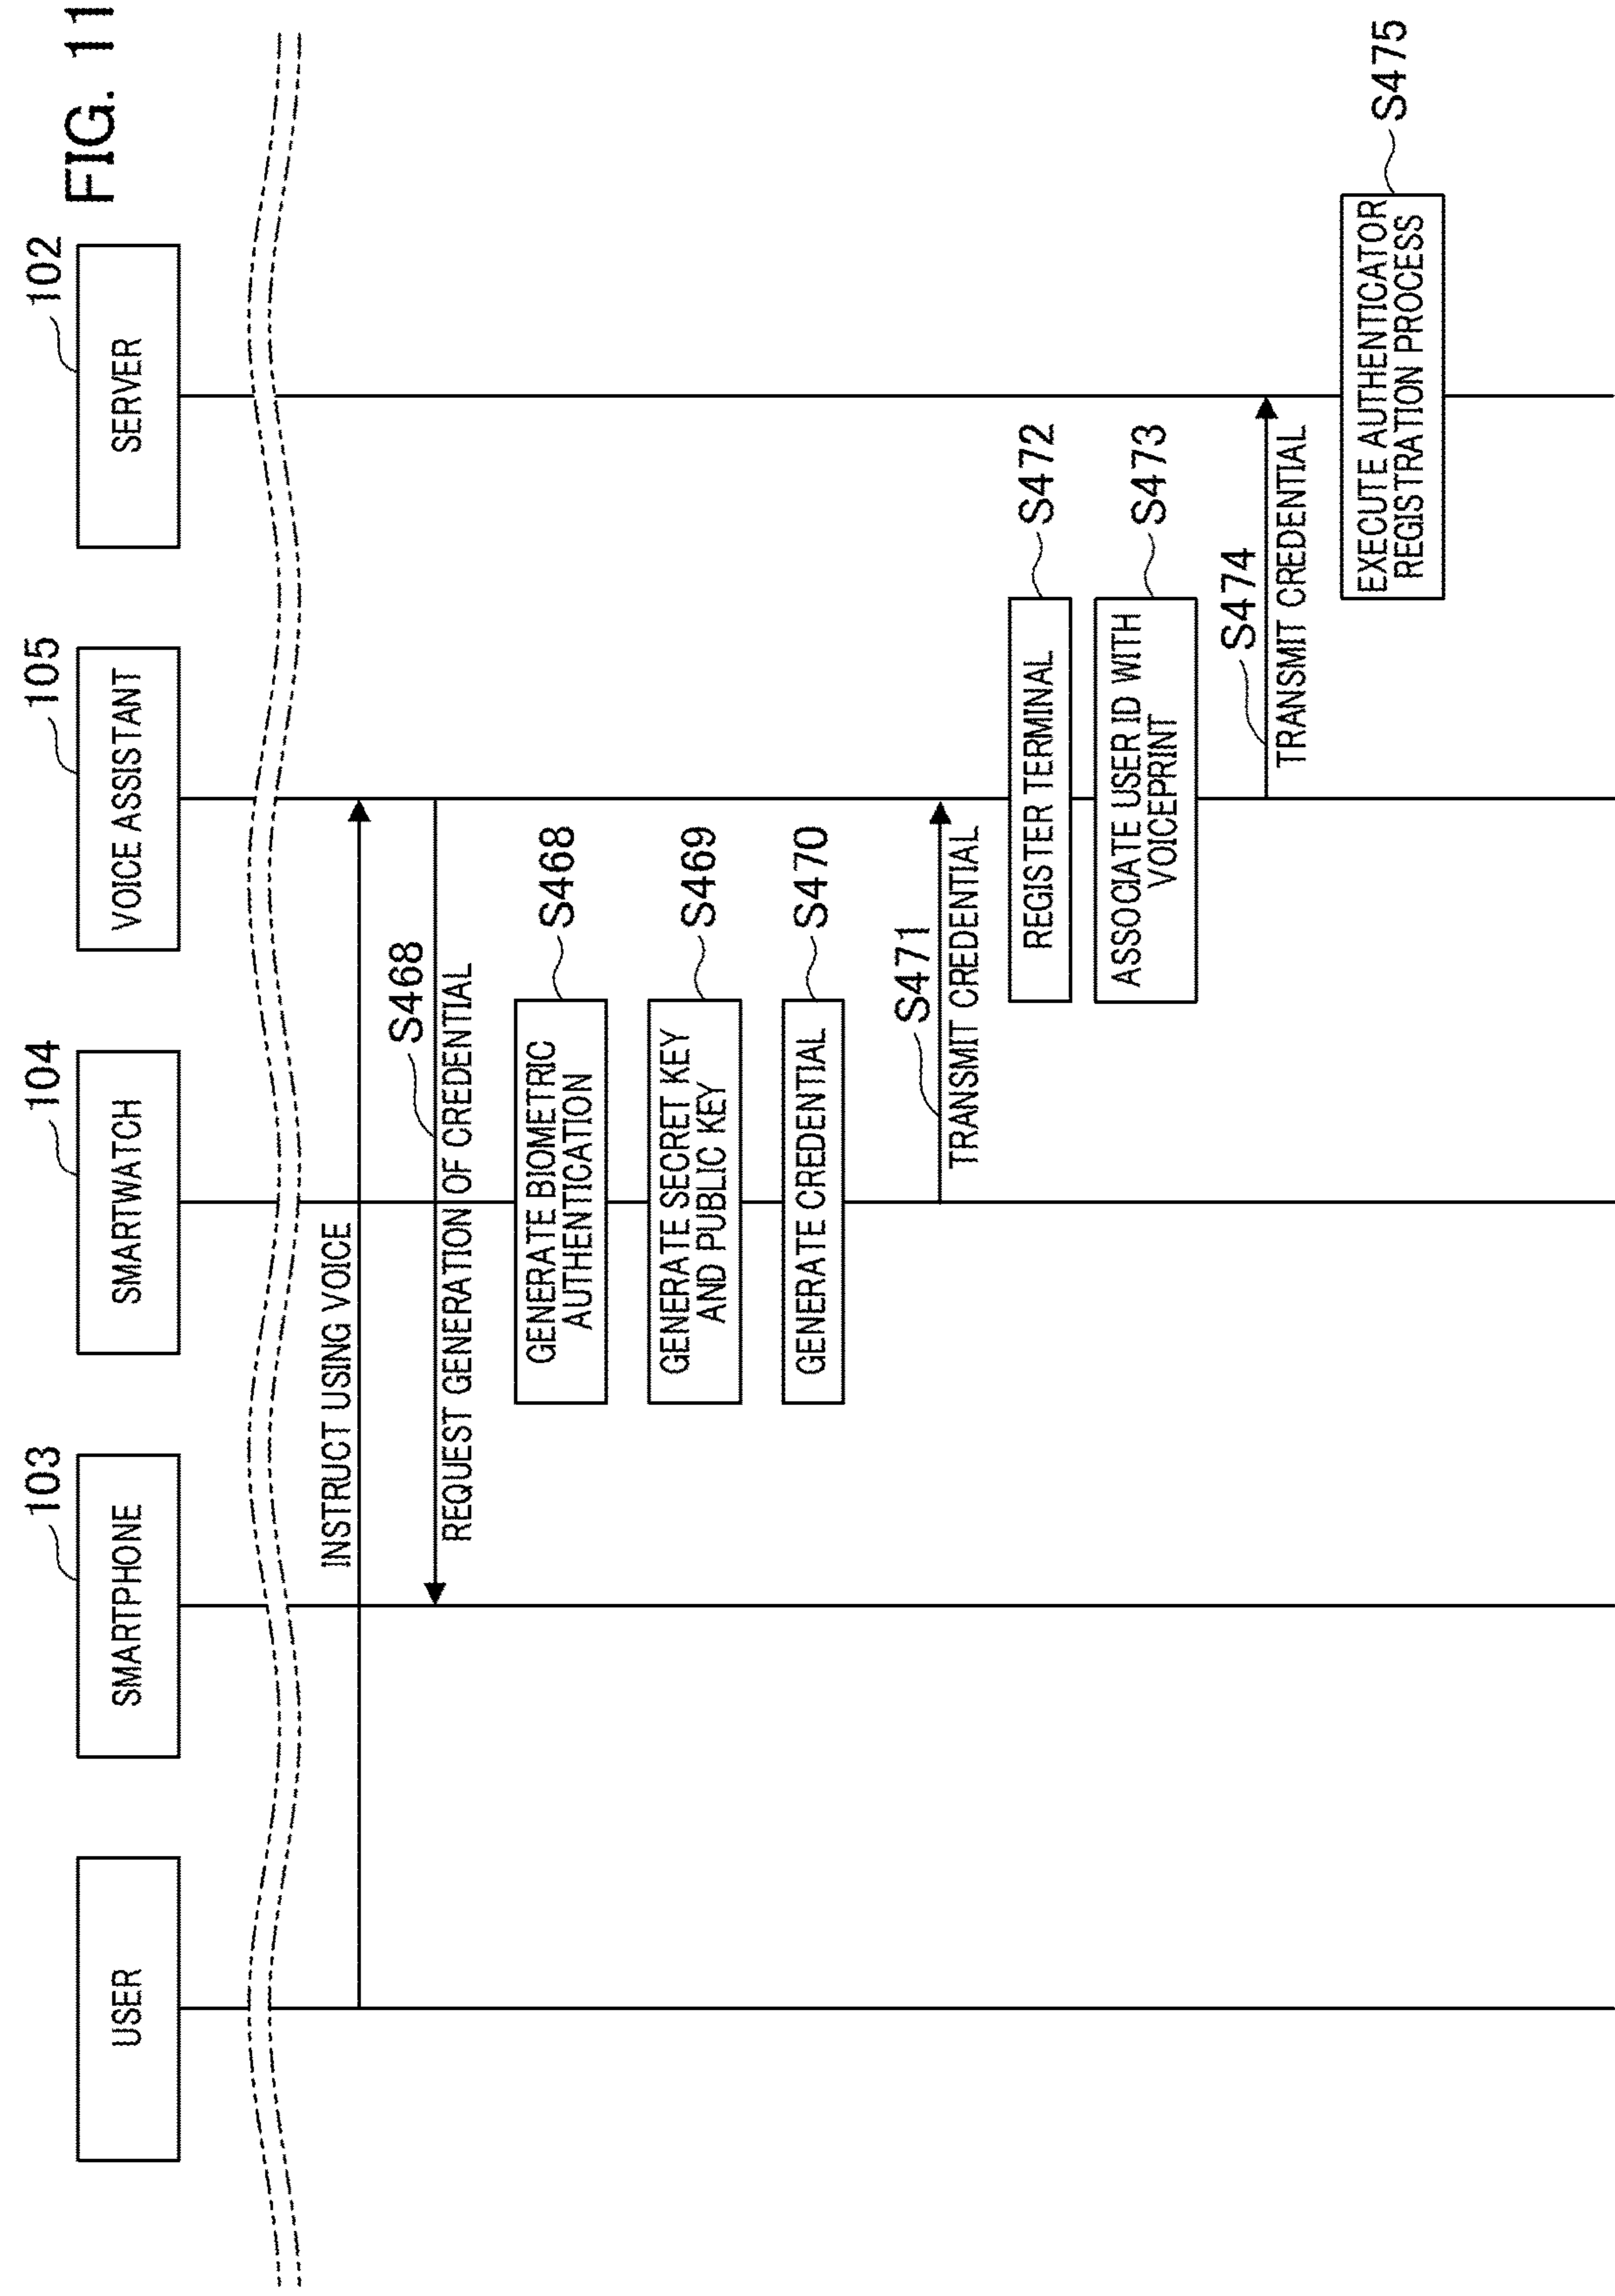 FIG. 11
USER
SMARTPHONE
103
SMARTWATCH
104
VOICE ASSISTANT
105
SERVER
102
INSTRUCT USING VOICE
S468
REQUEST GENERATION OF CREDENTIAL
GENERATE BIOMETRIC
AUTHENTICATION
S468
GENERATE SECRET KEY
AND PUBLIC KEY
S469
GENERATE CREDENTIAL
S470
S471
TRANSMIT CREDENTIAL
REGISTER TERMINAL
S472
ASSOCIATE USER ID WITH
VOICEPRINT
S473
S474
TRANSMIT CREDENTIAL
EXECUTE AUTHENTICATOR
REGISTRATION PROCESS
S475